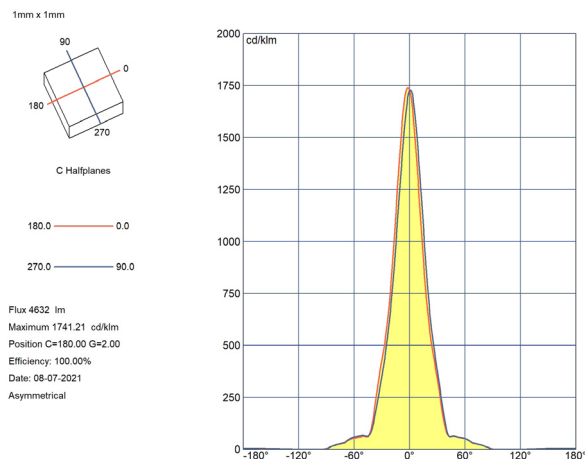 1mm x 1mm
90
0
180
270
C Halfplanes
180.0 0.0
270.0 90.0
Flux 4632 lm
Maximum 1741.21 cd/klm
Position C=180.00 G=2.00
Efficiency: 100.00%
Date: 08-07-2021
Asymmetrical
2000
cd/klm
1750
1500
1250
1000
750
500
250
0
-180° -120° -60° 0° 60° 120° 180°